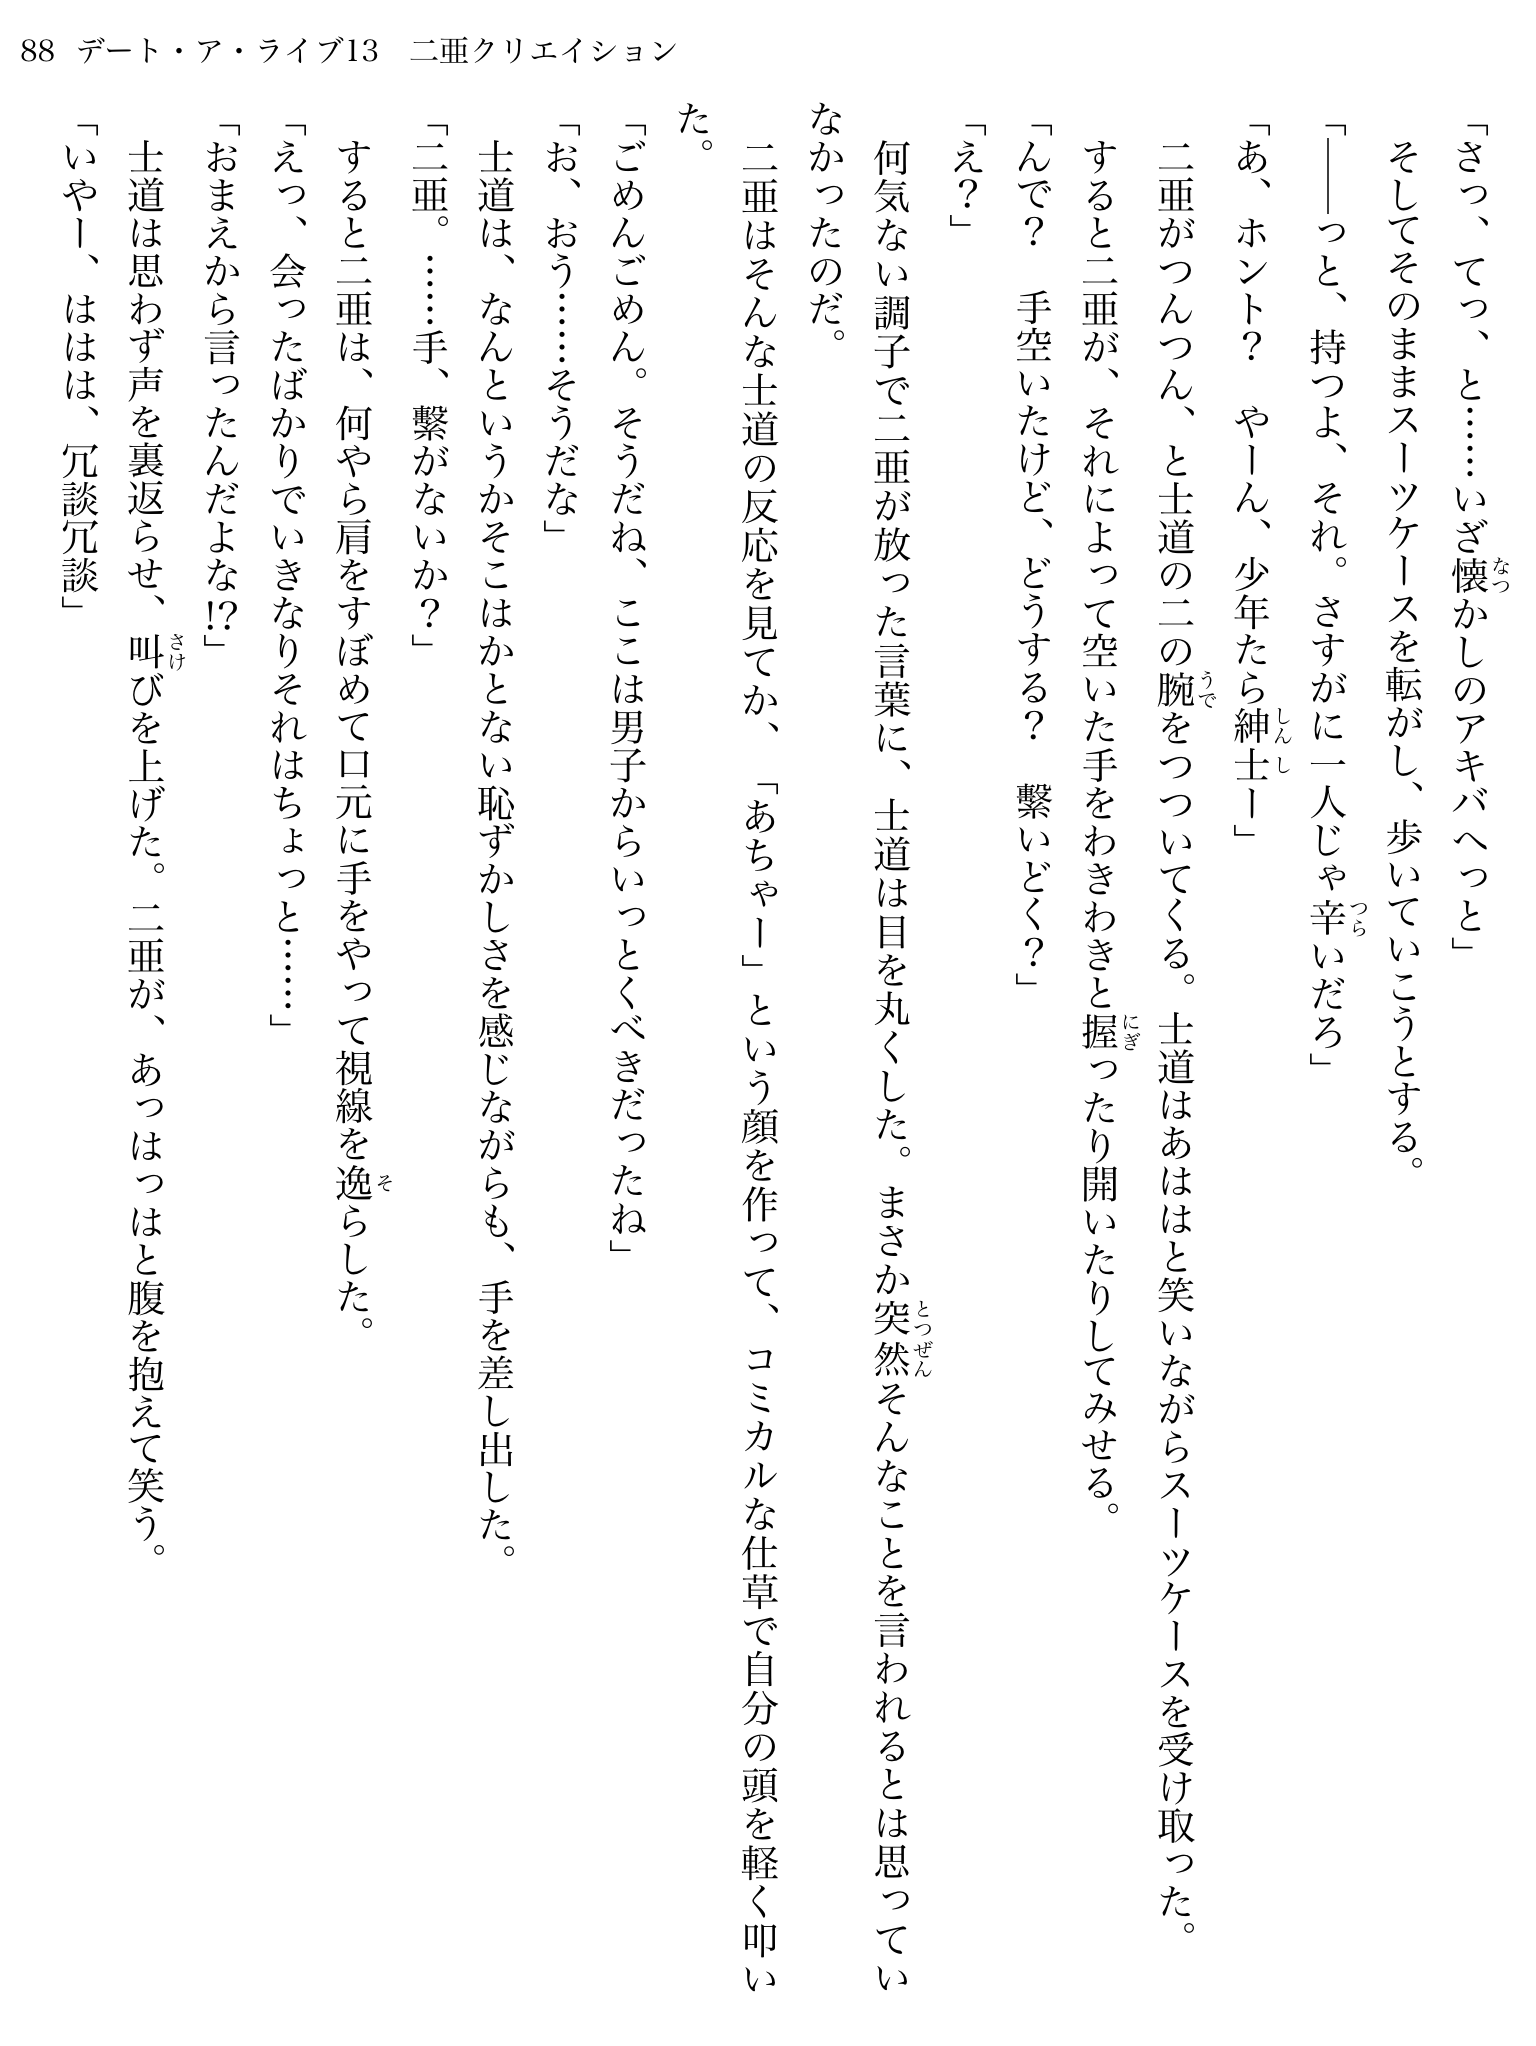 88 デート・ア・ライブ13　二亜クリエイション
「さっ、てっ、と……いざ懐かしのアキバへっと」
　そしてそのままスーツケースを転がし、歩いていこうとする。
「――っと、持つよ、それ。さすがに一人じゃ辛いだろ」
「あ、ホント？　やーん、少年たら紳士ー」
　二亜がつんつん、と士道の二の腕をつついてくる。士道はあははと笑いながらスーツケースを受け取った。
　すると二亜が、それによって空いた手をわきわきと握ったり開いたりしてみせる。
「んで？　手空いたけど、どうする？　繫いどく？」
「え？」
　何気ない調子で二亜が放った言葉に、士道は目を丸くした。まさか突然そんなことを言われるとは思ってい
なかったのだ。
　二亜はそんな士道の反応を見てか、「あちゃー」という顔を作って、コミカルな仕草で自分の頭を軽く叩い
た。
「ごめんごめん。そうだね、ここは男子からいっとくべきだったね」
「お、おう……そうだな」
　士道は、なんというかそこはかとない恥ずかしさを感じながらも、手を差し出した。
「二亜。……手、繫がないか？」
　すると二亜は、何やら肩をすぼめて口元に手をやって視線を逸らした。
「えっ、会ったばかりでいきなりそれはちょっと……」
「おまえから言ったんだよな!?」
　士道は思わず声を裏返らせ、叫びを上げた。二亜が、あっはっはと腹を抱えて笑う。
「いやー、ははは、冗談冗談」